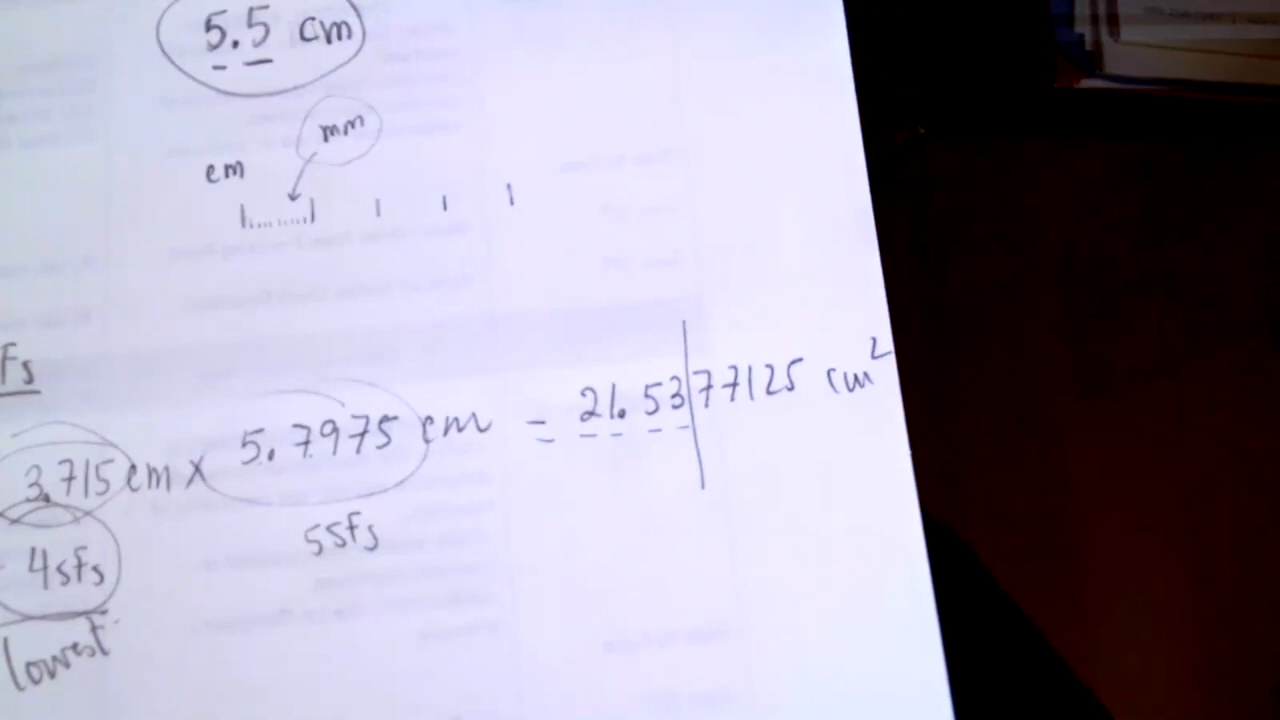 5.5 cm
mm
cm
Fs
3.715 cm x 5.7975 cm = 21.5377125 cm²
4sfs
5sfs
lowest